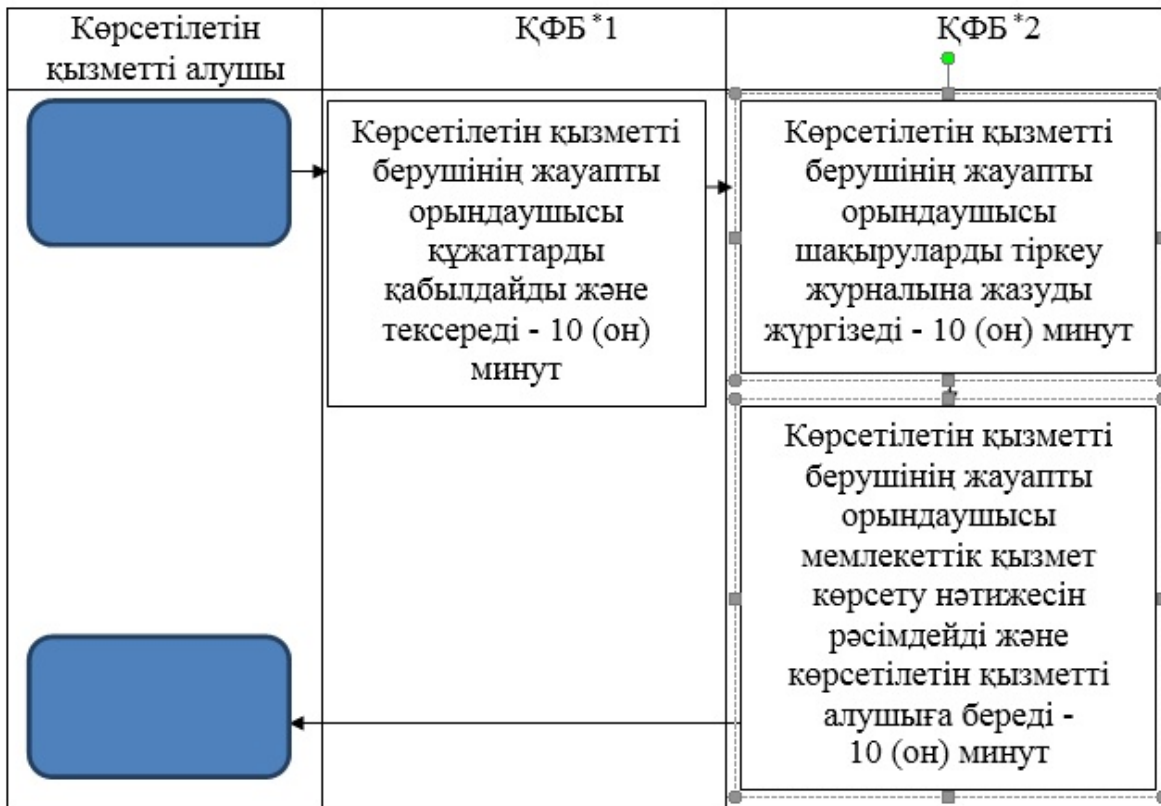 Көрсетілетін
қызметті алушы
ҚФБ *1
ҚФБ *2
Көрсетілетін қызметті
берушінің жауапты
орындаушысы
құжаттарды
қабылдайды және
тексереді - 10 (он)
минут
Көрсетілетін қызметті
берушінің жауапты
орындаушысы
шақыруларды тіркеу
журналына жазуды
жүргізеді - 10 (он) минут
Көрсетілетін қызметті
берушінің жауапты
орындаушысы
мемлекеттік қызмет
көрсету нәтижесін
рәсімдейді және
көрсетілетін қызметті
алушыға береді -
10 (он) минут